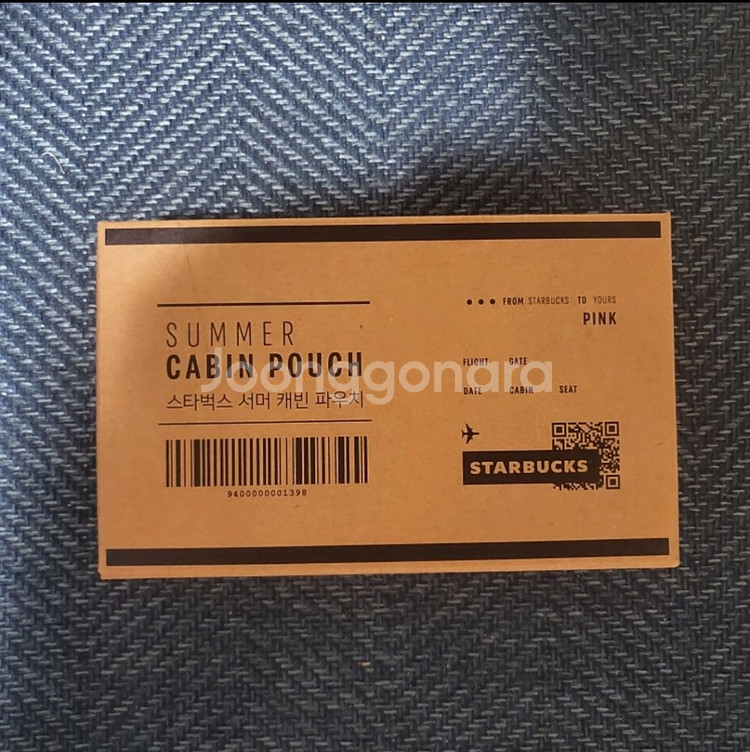 SUMMER
CABIN POUCH
스타벅스 서머 캐빈 파우치
9400000001398
••• FROM STARBUCKS TO YOURS
PINK
FLIGHT GATE
DATE CABIN SEAT
STARBUCKS
Joonggonara